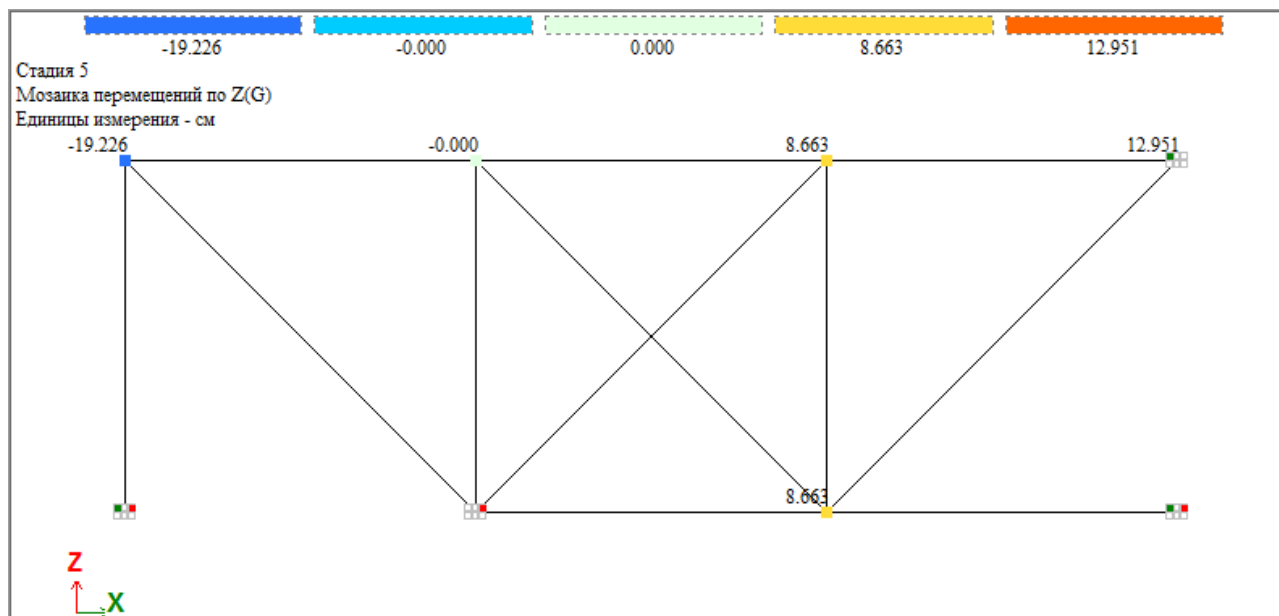 -19.226 -0.000 0.000 8.663 12.951
Стадия 5
Мозаика перемещений по Z(G)
Единицы измерения - см
-19.226 -0.000 8.663 12.951
8.663
Z
X